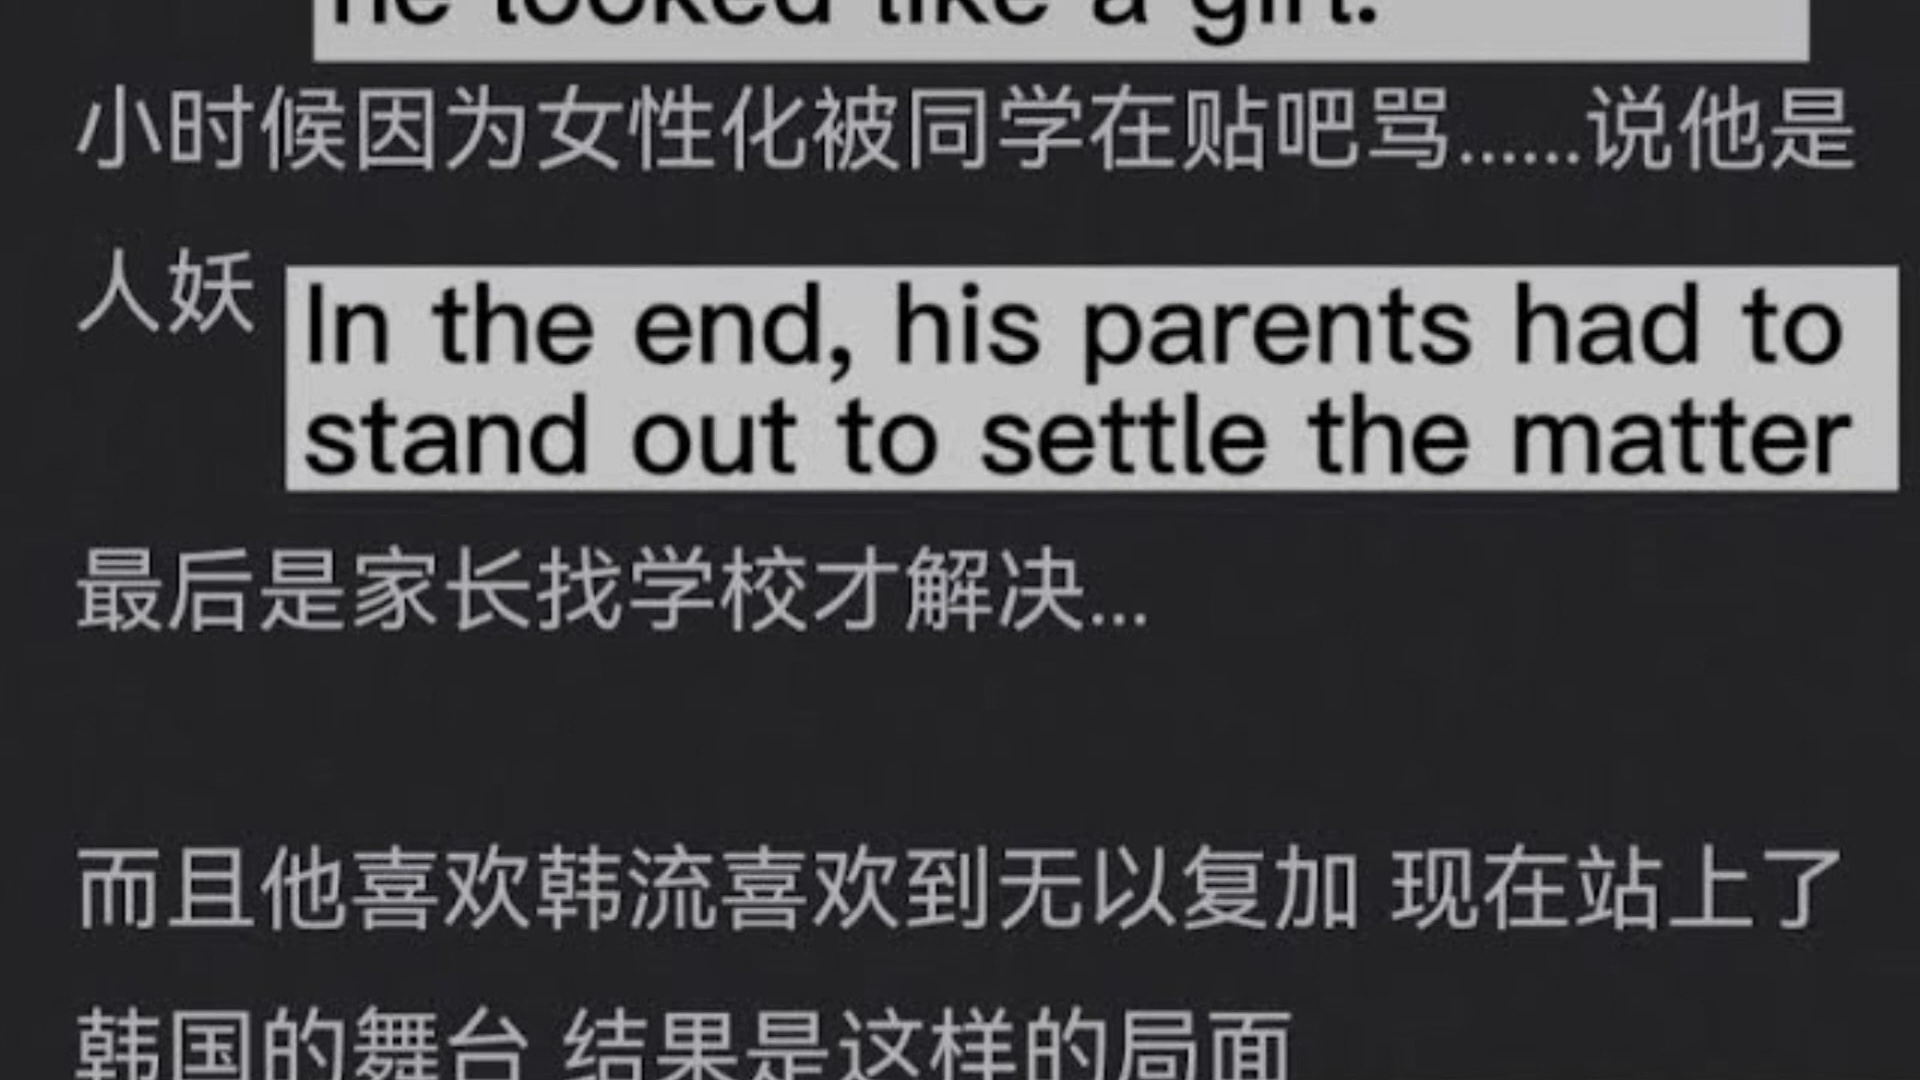 he looked like a girl.
小时候因为女性化被同学在贴吧骂......说他是
人妖
In the end, his parents had to
stand out to settle the matter
最后是家长找学校才解决...
而且他喜欢韩流喜欢到无以复加 现在站上了
韩国的舞台 结果是这样的局面